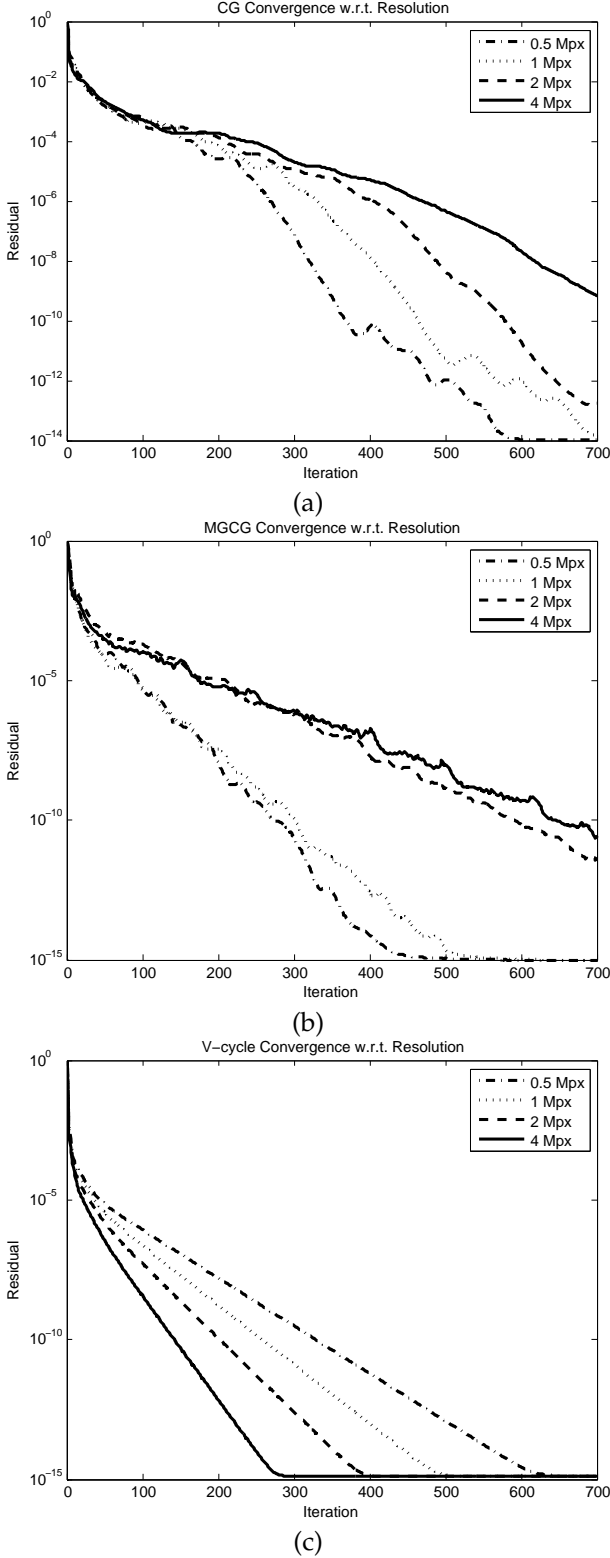 CG Convergence w.r.t. Resolution
10^0
10^−2
10^−4
10^−6
10^−8
10^−10
10^−12
10^−14
Residual
0.5 Mpx
1 Mpx
2 Mpx
4 Mpx
0 100 200 300 400 500 600 700
Iteration
(a)
MGCG Convergence w.r.t. Resolution
10^0
10^−5
10^−10
10^−15
Residual
0.5 Mpx
1 Mpx
2 Mpx
4 Mpx
0 100 200 300 400 500 600 700
Iteration
(b)
V−cycle Convergence w.r.t. Resolution
10^0
10^−5
10^−10
10^−15
Residual
0.5 Mpx
1 Mpx
2 Mpx
4 Mpx
0 100 200 300 400 500 600 700
Iteration
(c)